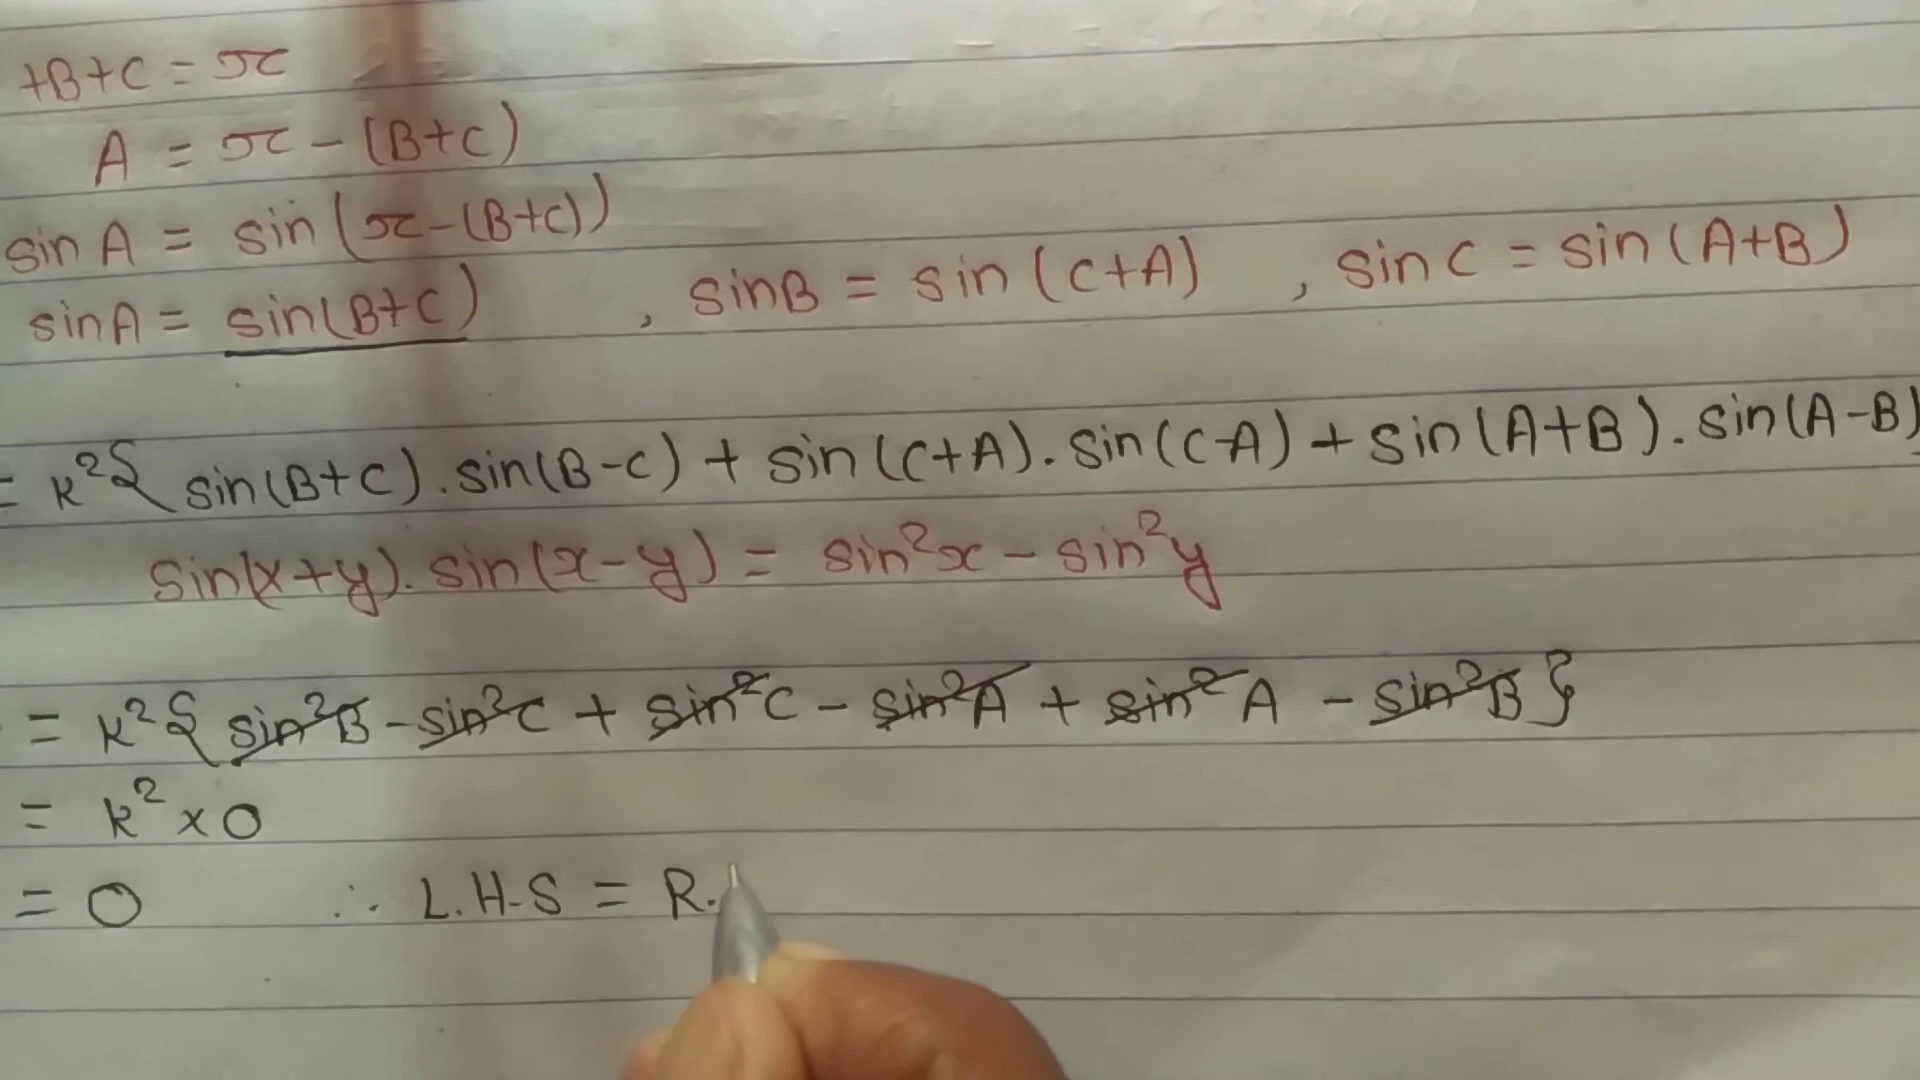 +B+C = π
A = π - (B+C)
sin A = sin(π-(B+C))
sinA = sin(B+C) , sinB = sin (C+A) , sin C = sin (A+B)
= k²{ sin(B+C).sin(B-C) + sin (C+A). sin(C-A) + sin (A+B). sin(A-B)
sin(x+y). sin(x-y) = sin²x - sin²y
= k²{ sin²B - sin²C + sin²C - sin²A + sin²A - sin²B }
= k² × 0
= 0 ∴ L.H.S = R.